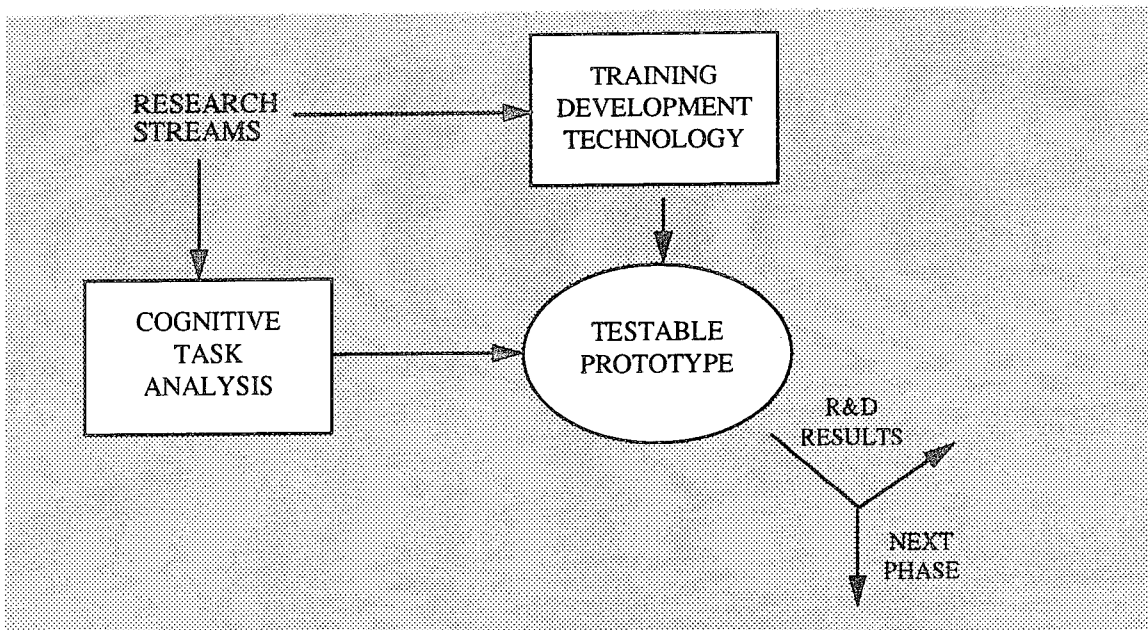 TRAINING
DEVELOPMENT
TECHNOLOGY
RESEARCH
STREAMS
COGNITIVE
TASK
ANALYSIS
TESTABLE
PROTOTYPE
R&D
RESULTS
NEXT
PHASE